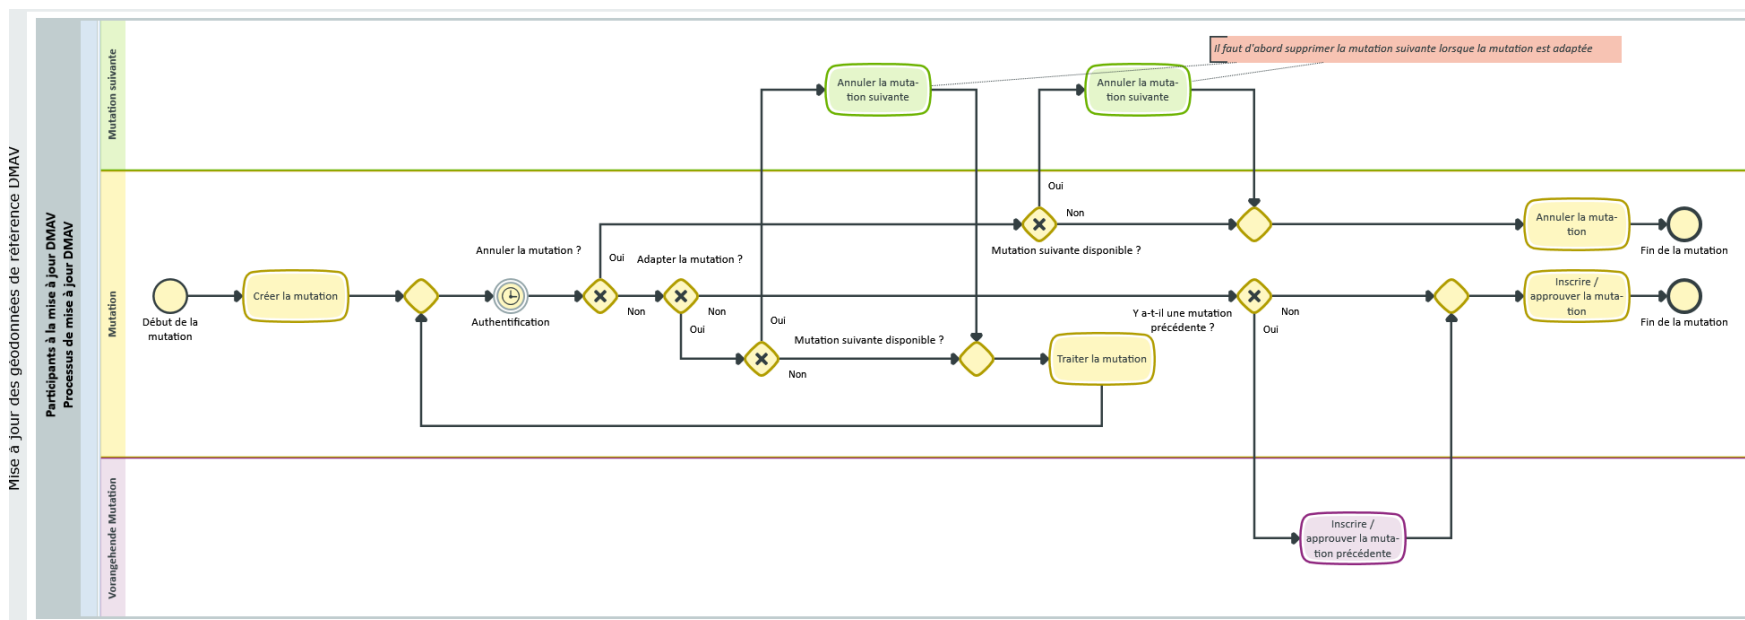 Mise à jour des géodonnées de référence DMAV
Participants à la mise à jour DMAV
Processus de mise à jour DMAV
Mutation suivante
Il faut d'abord supprimer la mutation suivante lorsque la mutation est adaptée
Annuler la muta-
tion suivante
Annuler la muta-
tion suivante
Mutation
Oui
Non
Mutation suivante disponible ?
Annuler la muta-
tion
Fin de la mutation
Annuler la mutation ?
Oui
Adapter la mutation ?
Début de la
mutation
Créer la mutation
Authentification
Non
Non
Oui
Oui
Mutation suivante disponible ?
Non
Traiter la mutation
Y a-t-il une mutation
précédente ?
Non
Oui
Inscrire /
approuver la muta-
tion
Fin de la mutation
Vorangehende Mutation
Inscrire /
approuver la muta-
tion précédente